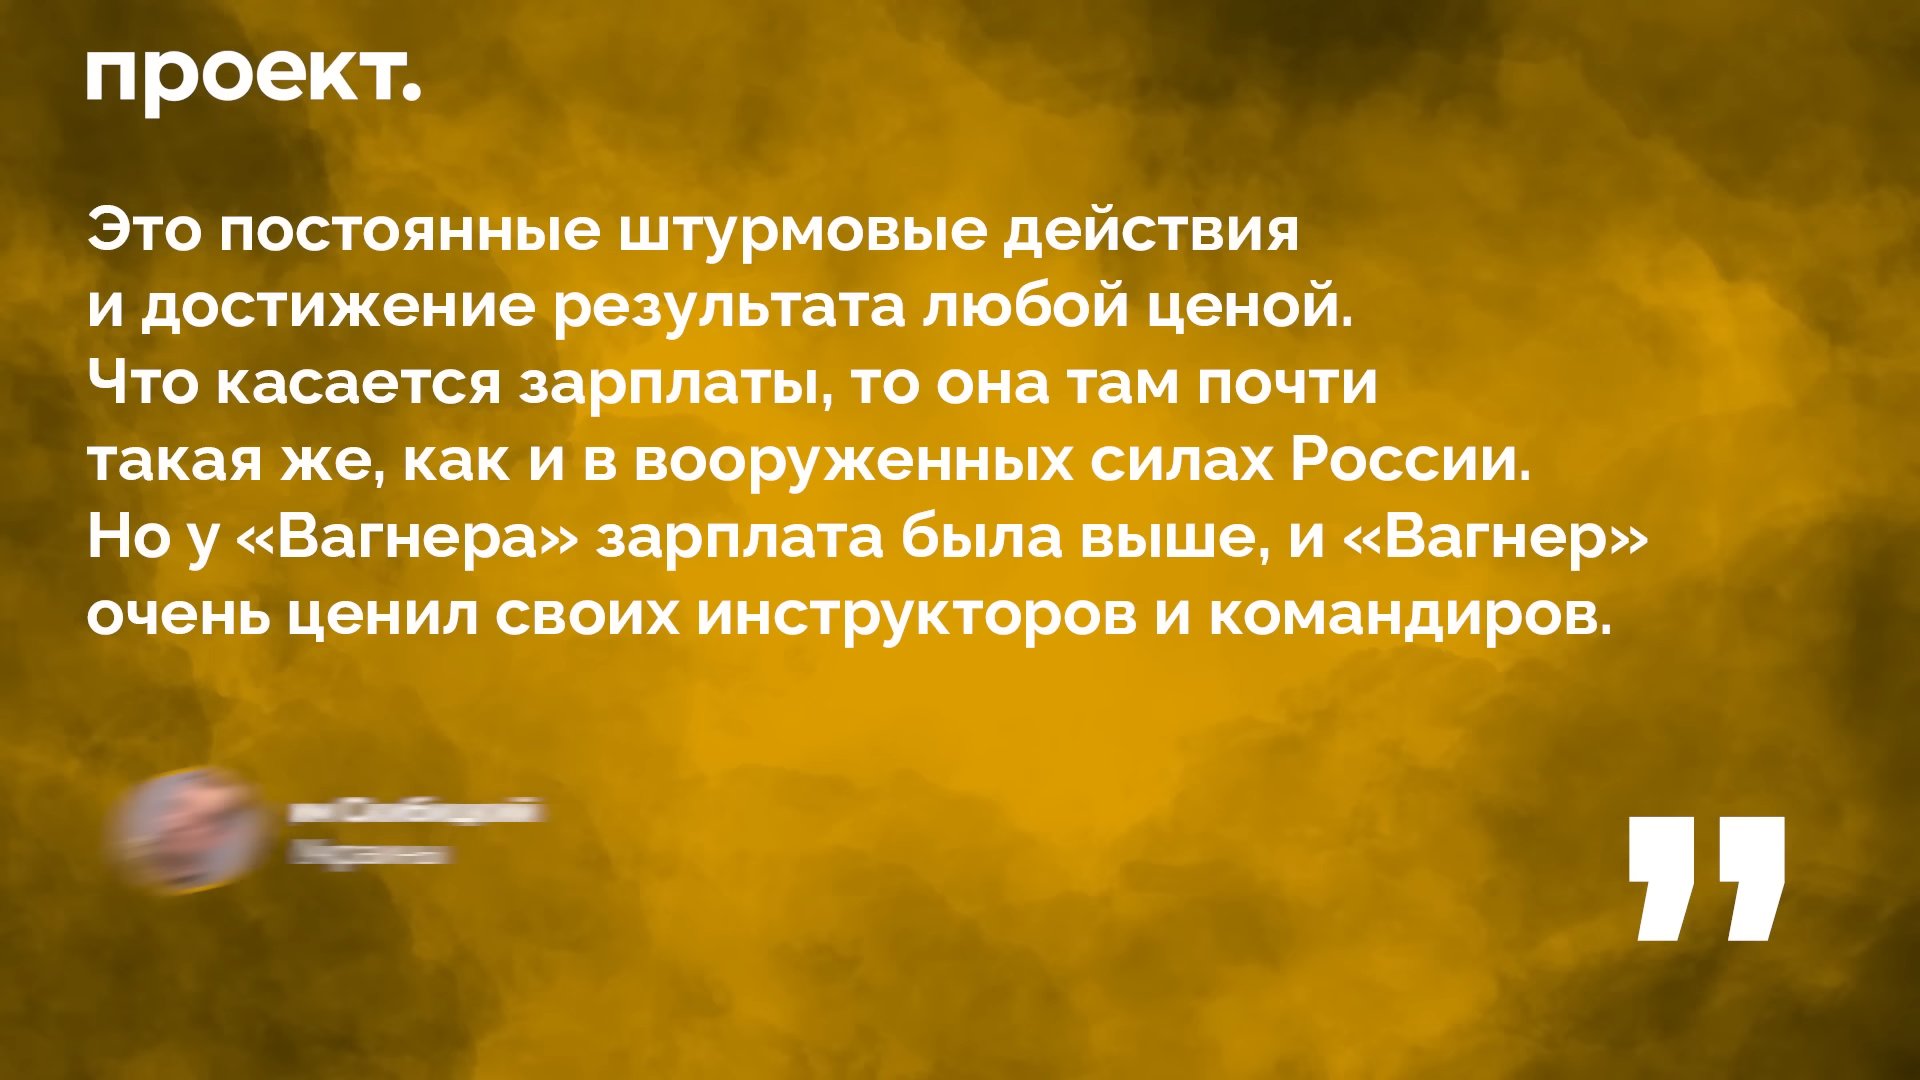 проект.
Это постоянные штурмовые действия
и достижение результата любой ценой.
Что касается зарплаты, то она там почти
такая же, как и в вооруженных силах России.
Но у «Вагнера» зарплата была выше, и «Вагнер»
очень ценил своих инструкторов и командиров.
”